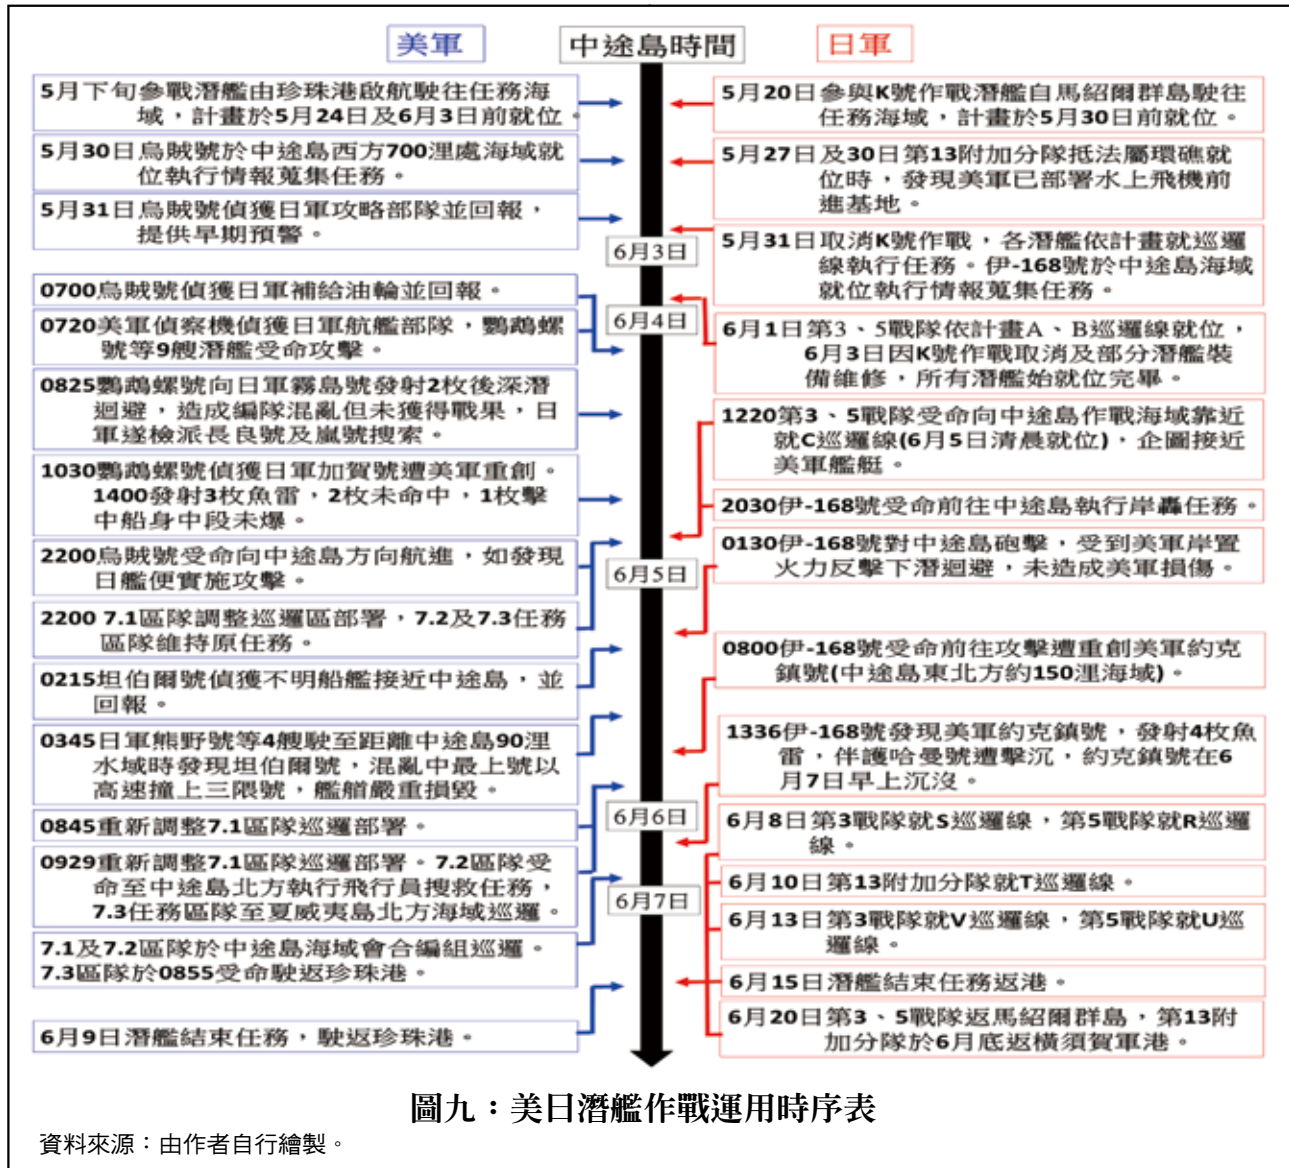 美軍
中途島時間
日軍
5月下旬參戰潛艦由珍珠港啟航駛往任務海
域，計畫於5月24日及6月3日前就位。
5月30日烏賊號於中途島西方700浬處海域就
位執行情報蒐集任務。
5月31日烏賊號偵獲日軍攻略部隊並回報，
提供早期預警。
0700烏賊號偵獲日軍補給油輪並回報。
0720美軍偵察機偵獲日軍航艦部隊，鸚鵡螺
號等9艘潛艦受命攻擊。
0825鸚鵡螺號向日軍霧島號發射2枚後深潛
迴避，造成編隊混亂但未獲得戰果，日
軍遂檢派長良號及嵐號搜索。
1030鸚鵡螺號偵獲日軍加賀號遭美軍重創。
1400發射3枚魚雷，2枚未命中，1枚擊
中船身中段未爆。
2200烏賊號受命向中途島方向航進，如發現
日艦便實施攻擊。
2200 7.1區隊調整巡邏區部署，7.2及7.3任務
區隊維持原任務。
0215坦伯爾號偵獲不明船艦接近中途島，並
回報。
0345日軍熊野號等4艘駛至距離中途島90浬
水域時發現坦伯爾號，混亂中最上號以
高速撞上三隈號，艦艏嚴重損毀。
0845重新調整7.1區隊巡邏部署。
0929重新調整7.1區隊巡邏部署。7.2區隊受
命至中途島北方執行飛行員搜救任務，
7.3任務區隊至夏威夷島北方海域巡邏。
7.1及7.2區隊於中途島海域會合編組巡邏。
7.3區隊於0855受命駛返珍珠港。
6月9日潛艦結束任務，駛返珍珠港。
6月3日
6月4日
6月5日
6月6日
6月7日
5月20日參與K號作戰潛艦自馬紹爾群島駛往
任務海域，計畫於5月30日前就位。
5月27日及30日第13附加分隊抵法屬環礁就
位時，發現美軍已部署水上飛機前
進基地。
5月31日取消K號作戰，各潛艦依計畫就巡邏
線執行任務。伊-168號於中途島海域
就位執行情報蒐集任務。
6月1日第3、5戰隊依計畫A、B巡邏線就位，
6月3日因K號作戰取消及部分潛艦裝
備維修，所有潛艦始就位完畢。
1220第3、5戰隊受命向中途島作戰海域靠近
就C巡邏線(6月5日清晨就位)，企圖接近
美軍艦艇。
2030伊-168號受命前往中途島執行岸轟任務。
0130伊-168號對中途島砲擊，受到美軍岸置
火力反擊下潛迴避，未造成美軍損傷。
0800伊-168號受命前往攻擊遭重創美軍約克
鎮號(中途島東北方約150浬海域)。
1336伊-168號發現美軍約克鎮號，發射4枚魚
雷，伴護哈曼號遭擊沉，約克鎮號在6
月7日早上沉沒。
6月8日第3戰隊就S巡邏線，第5戰隊就R巡邏
線。
6月10日第13附加分隊就T巡邏線。
6月13日第3戰隊就V巡邏線，第5戰隊就U巡
邏線。
6月15日潛艦結束任務返港。
6月20日第3、5戰隊返馬紹爾群島，第13附
加分隊於6月底返橫須賀軍港。
圖九：美日潛艦作戰運用時序表
資料來源：由作者自行繪製。